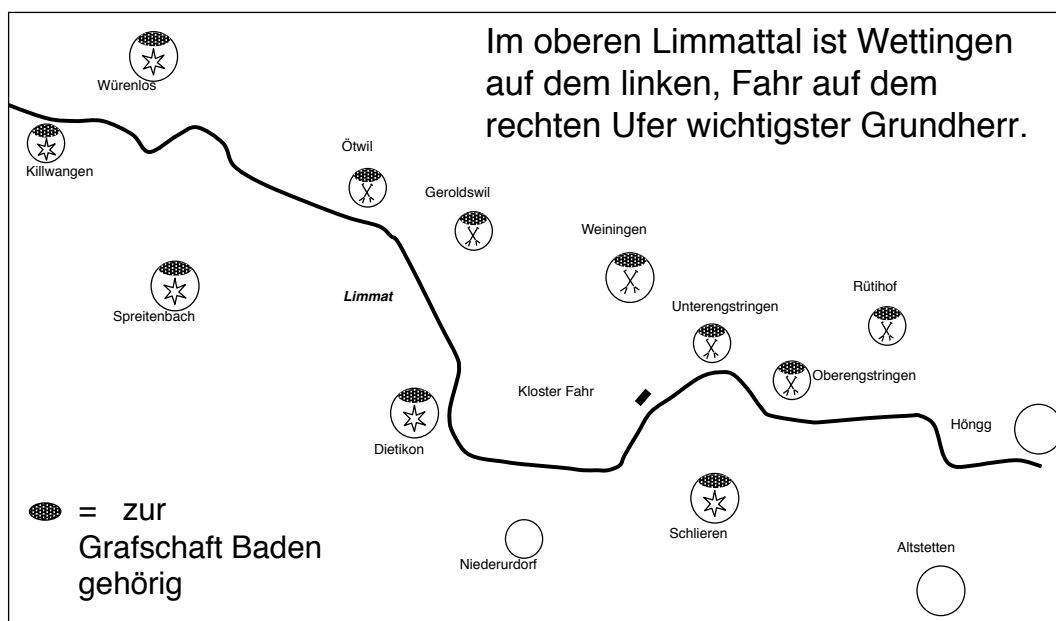 Im oberen Limmattal ist Wettingen
auf dem linken, Fahr auf dem
rechten Ufer wichtigster Grundherr.
Würenlos
Killwangen
Ötwil
Geroldswil
Weiningen
Spreitenbach
Limmat
Unterengstringen
Rütihof
Oberengstringen
Kloster Fahr
Höngg
Dietikon
Schlieren
Niederurdorf
Altstetten
= zur
Grafschaft Baden
gehörig